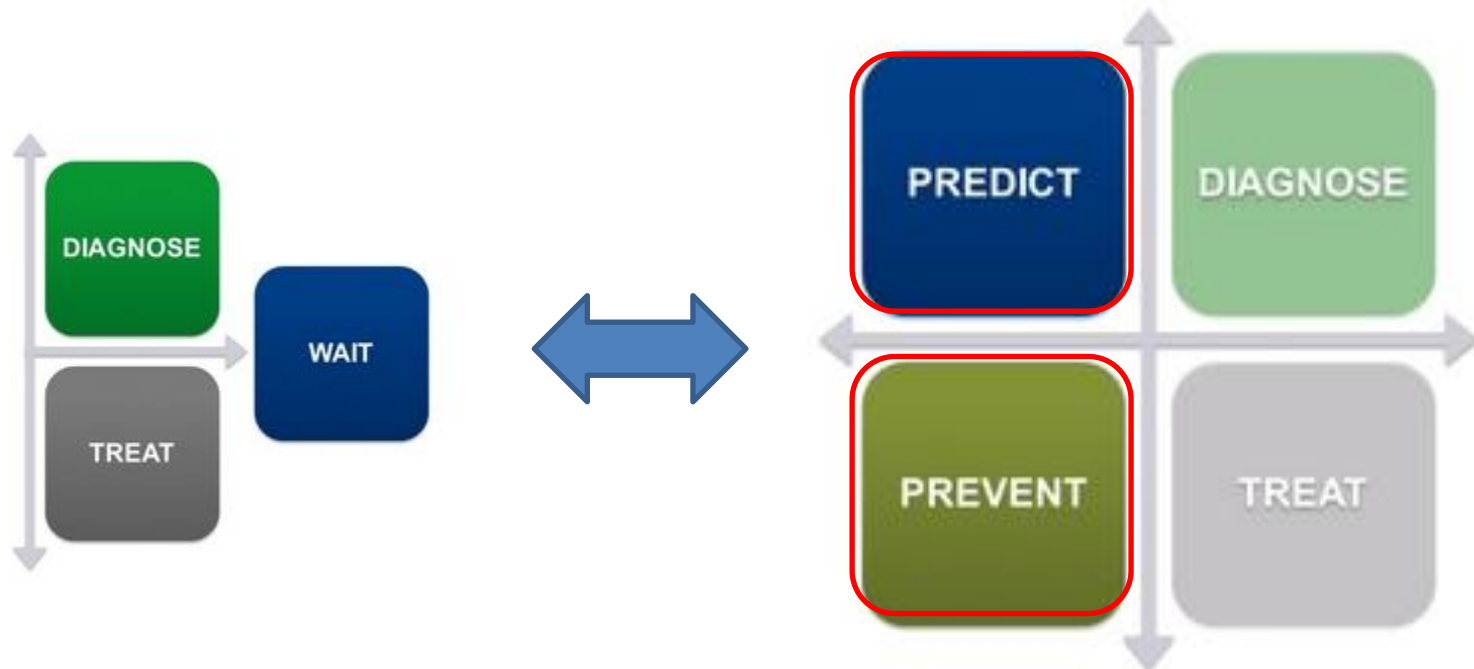 DIAGNOSE
WAIT
TREAT
PREDICT
DIAGNOSE
PREVENT
TREAT